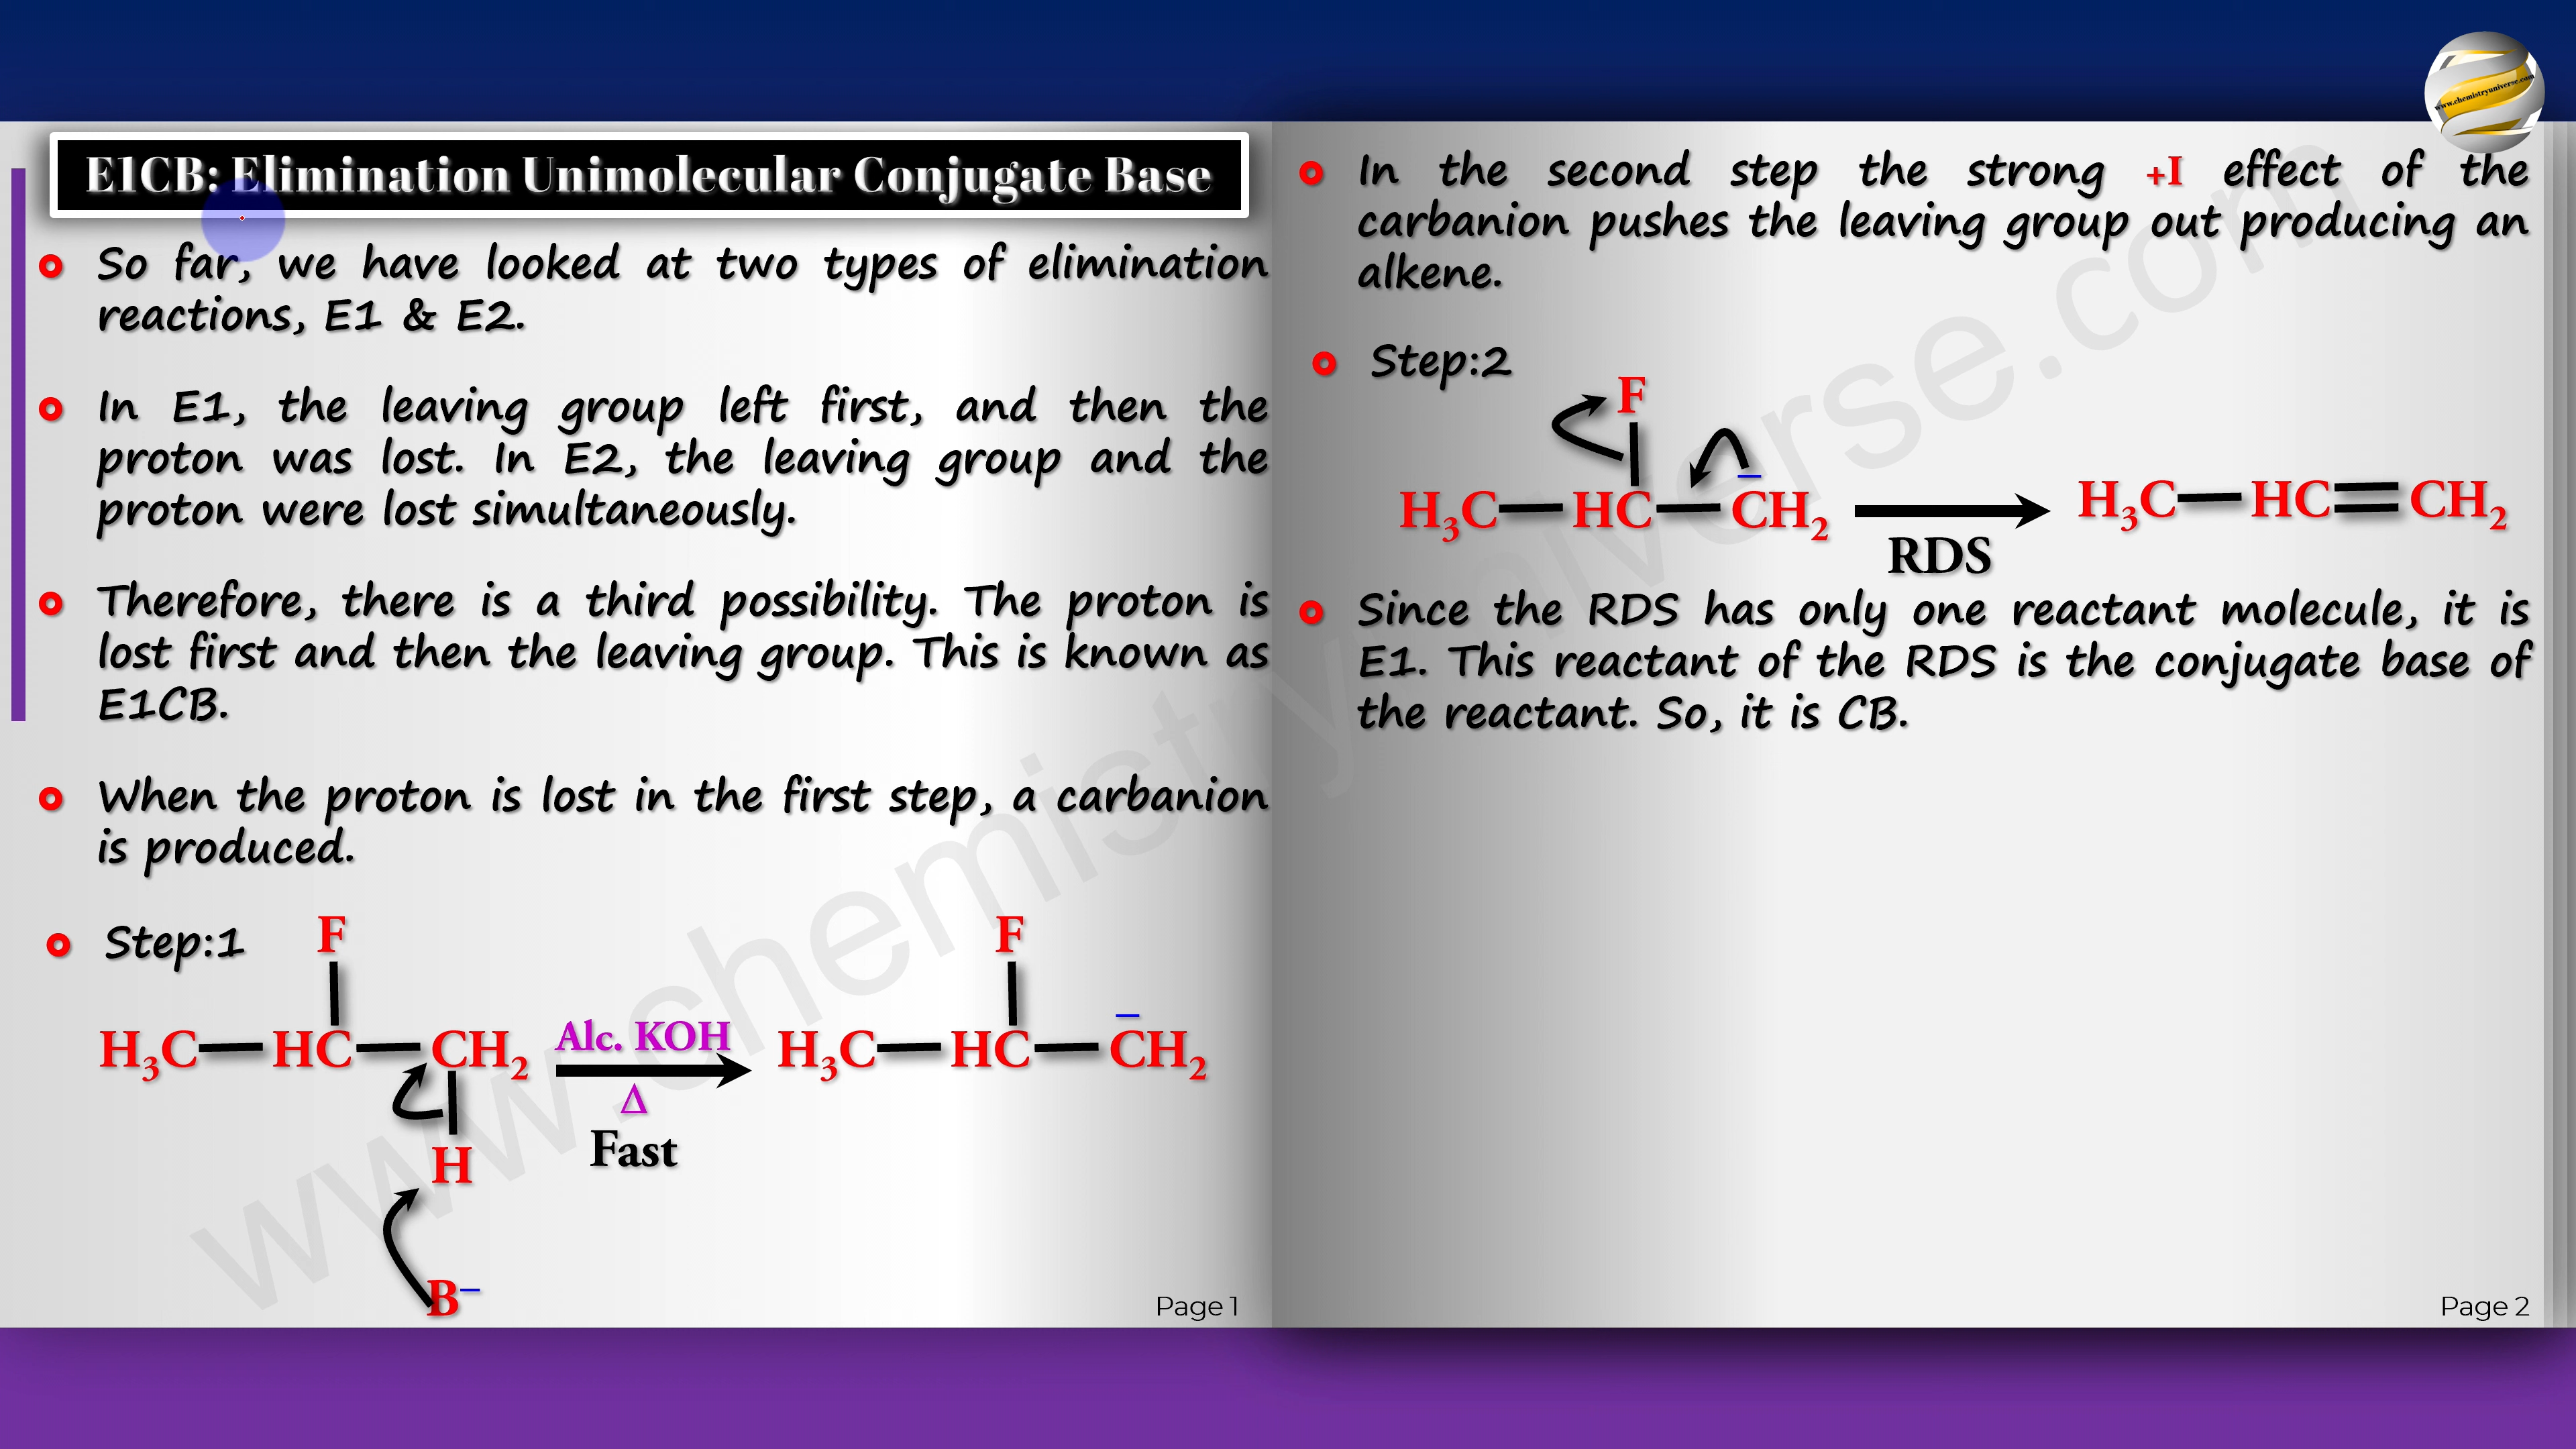 E1CB: Elimination Unimolecular Conjugate Base
So far, we have looked at two types of elimination
reactions, E1 & E2.
In E1, the leaving group left first, and then the
proton was lost. In E2, the leaving group and the
proton were lost simultaneously.
Therefore, there is a third possibility. The proton is
lost first and then the leaving group. This is known as
E1CB.
When the proton is lost in the first step, a carbanion
is produced.
Step:1
F
H₃C—HC—CH₂
H
B⁻
Alc. KOH
Δ
Fast
F
–
H₃C—HC—CH₂
Page 1
www.chemistryuniverse.com
In the second step the strong +I effect of the
carbanion pushes the leaving group out producing an
alkene.
Step:2
F
–
H₃C—HC—CH₂
RDS
H₃C—HC=CH₂
Since the RDS has only one reactant molecule, it is
E1. This reactant of the RDS is the conjugate base of
the reactant. So, it is CB.
Page 2
www.chemistryuniverse.com